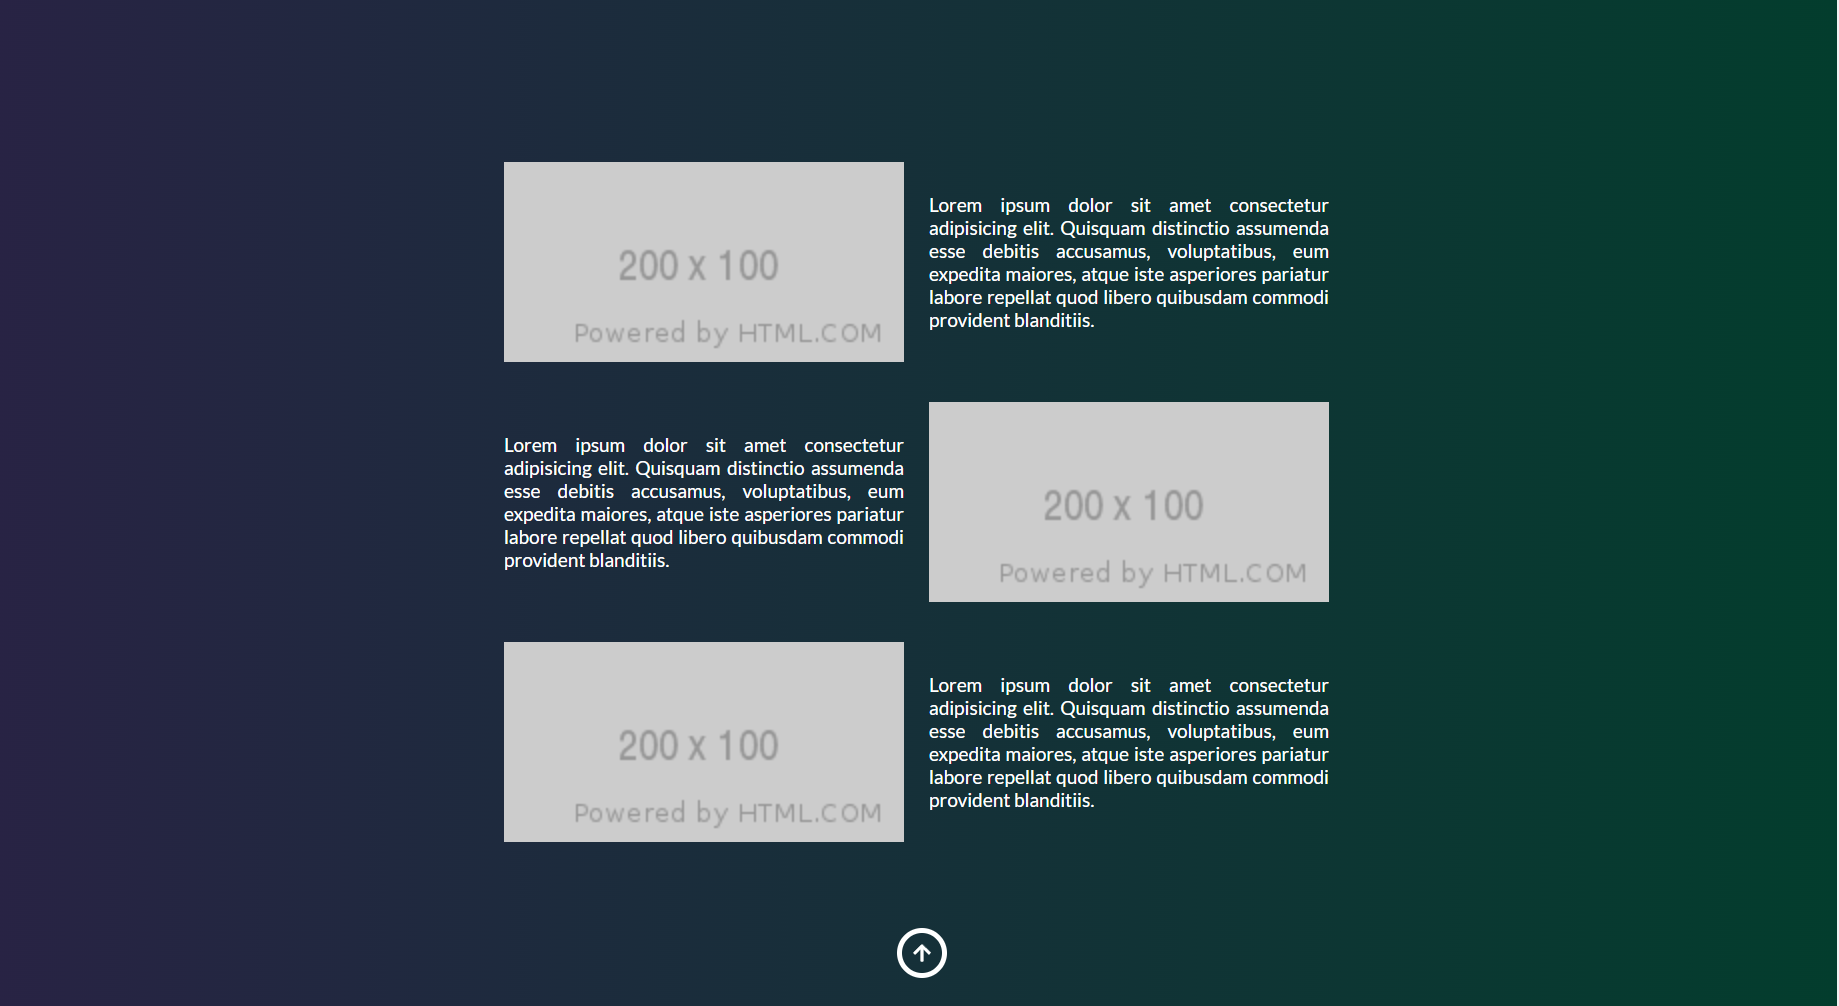 200 x 100
Powered by HTML.COM
Lorem ipsum dolor sit amet consectetur
adipisicing elit. Quisquam distinctio assumenda
esse debitis accusamus, voluptatibus, eum
expedita maiores, atque iste asperiores pariatur
labore repellat quod libero quibusdam commodi
provident blanditiis.
Lorem ipsum dolor sit amet consectetur
adipisicing elit. Quisquam distinctio assumenda
esse debitis accusamus, voluptatibus, eum
expedita maiores, atque iste asperiores pariatur
labore repellat quod libero quibusdam commodi
provident blanditiis.
200 x 100
Powered by HTML.COM
200 x 100
Powered by HTML.COM
Lorem ipsum dolor sit amet consectetur
adipisicing elit. Quisquam distinctio assumenda
esse debitis accusamus, voluptatibus, eum
expedita maiores, atque iste asperiores pariatur
labore repellat quod libero quibusdam commodi
provident blanditiis.